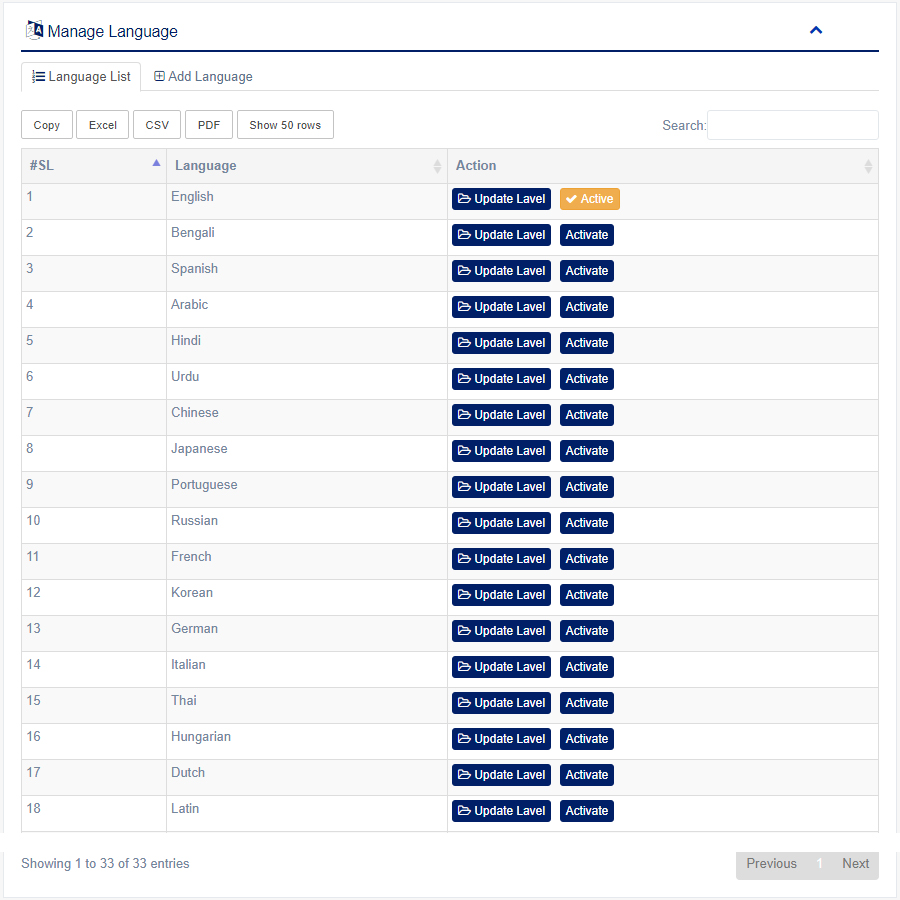 Manage Language
Language List Add Language
Copy Excel CSV PDF Show 50 rows Search:
#SL Language Action
1 English Update Lavel Active
2 Bengali Update Lavel Activate
3 Spanish Update Lavel Activate
4 Arabic Update Lavel Activate
5 Hindi Update Lavel Activate
6 Urdu Update Lavel Activate
7 Chinese Update Lavel Activate
8 Japanese Update Lavel Activate
9 Portuguese Update Lavel Activate
10 Russian Update Lavel Activate
11 French Update Lavel Activate
12 Korean Update Lavel Activate
13 German Update Lavel Activate
14 Italian Update Lavel Activate
15 Thai Update Lavel Activate
16 Hungarian Update Lavel Activate
17 Dutch Update Lavel Activate
18 Latin Update Lavel Activate
Showing 1 to 33 of 33 entries Previous 1 Next